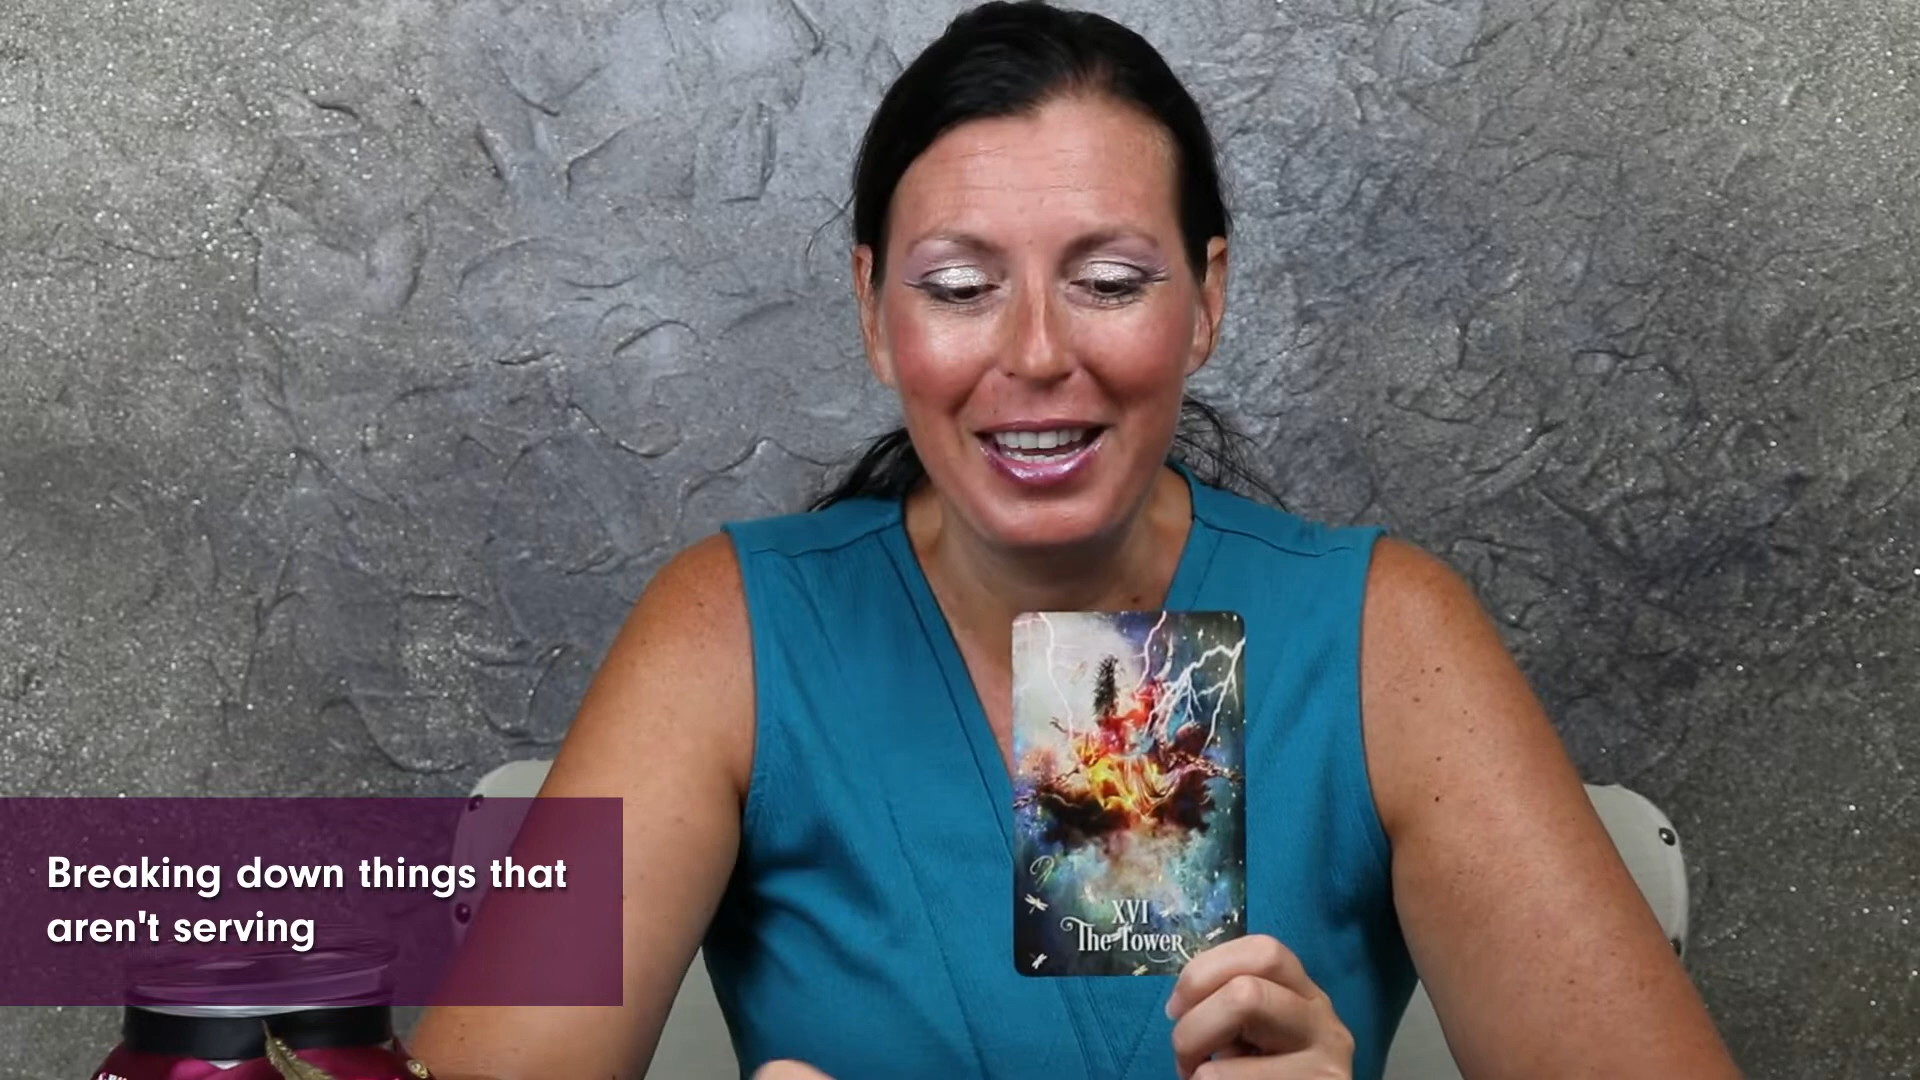 XVI
The Tower
Breaking down things that
aren't serving